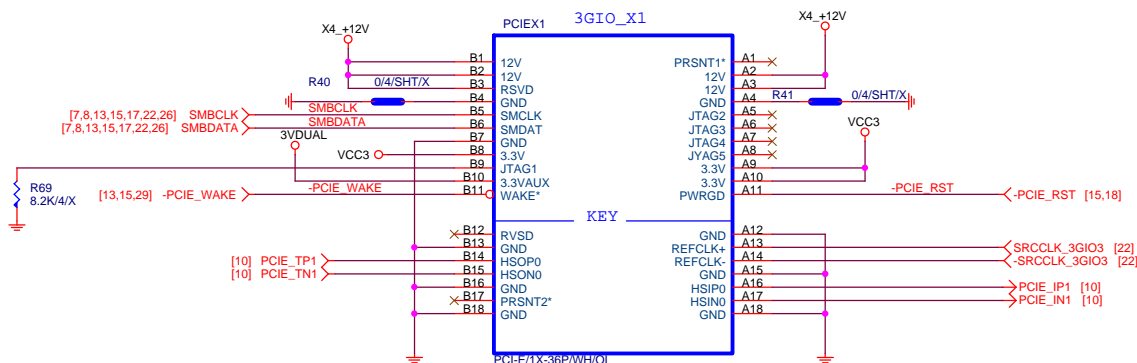 3GIO_X1
PCIEX1
X4_+12V
X4_+12V
B1 12V PRSNT1* A1
B2 12V 12V A2
B3 RSVD 12V A3
R40 0/4/SHT/X B4 GND GND A4 R41 0/4/SHT/X
[7,8,13,15,17,22,26] SMBCLK SMBCLK B5 SMCLK JTAG2 A5
[7,8,13,15,17,22,26] SMBDATA SMBDATA B6 SMDAT JTAG3 A6
3VDUAL B7 GND JTAG4 A7 VCC3
VCC3 B8 3.3V JYAG5 A8
B9 JTAG1 3.3V A9
B10 3.3VAUX 3.3V A10
R69
8.2K/4/X
[13,15,29] -PCIE_WAKE -PCIE_WAKE B11 WAKE* PWRGD A11 -PCIE_RST -PCIE_RST [15,18]
KEY
B12 RVSD GND A12
B13 GND REFCLK+ A13 SRCCLK_3GIO3 [22]
[10] PCIE_TP1 B14 HSOP0 REFCLK- A14 -SRCCLK_3GIO3 [22]
[10] PCIE_TN1 B15 HSON0 GND A15
B16 GND HSIP0 A16 PCIE_IP1 [10]
B17 PRSNT2* HSIN0 A17 PCIE_IN1 [10]
B18 GND GND A18
PCI-E/1X-36P/WH/OL